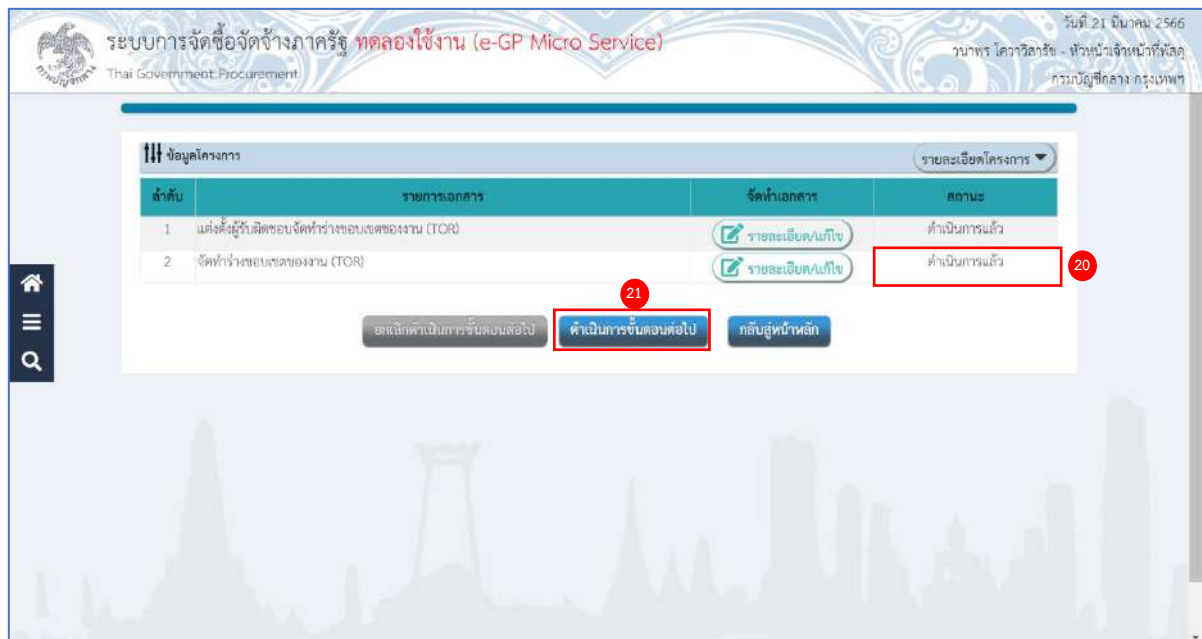 วันที่ 21 มีนาคม 2566
ระบบการจัดซื้อจัดจ้างภาครัฐ ทดลองใช้งาน (e-GP Micro Service)
วนาพร โควาวิสารัช - หัวหน้าเจ้าหน้าที่พัสดุ
Thai Government Procurement
กรมบัญชีกลาง กรุงเทพฯ
กรมบัญชีกลาง
ข้อมูลโครงการ
รายละเอียดโครงการ
ลำดับ รายการเอกสาร จัดทำเอกสาร สถานะ
1 แต่งตั้งผู้รับผิดชอบจัดทำร่างขอบเขตของงาน (TOR) รายละเอียด/แก้ไข ดำเนินการแล้ว
2 จัดทำร่างขอบเขตของงาน (TOR) รายละเอียด/แก้ไข ดำเนินการแล้ว 20
21
ยกเลิกดำเนินการขั้นตอนต่อไป ดำเนินการขั้นตอนต่อไป กลับสู่หน้าหลัก